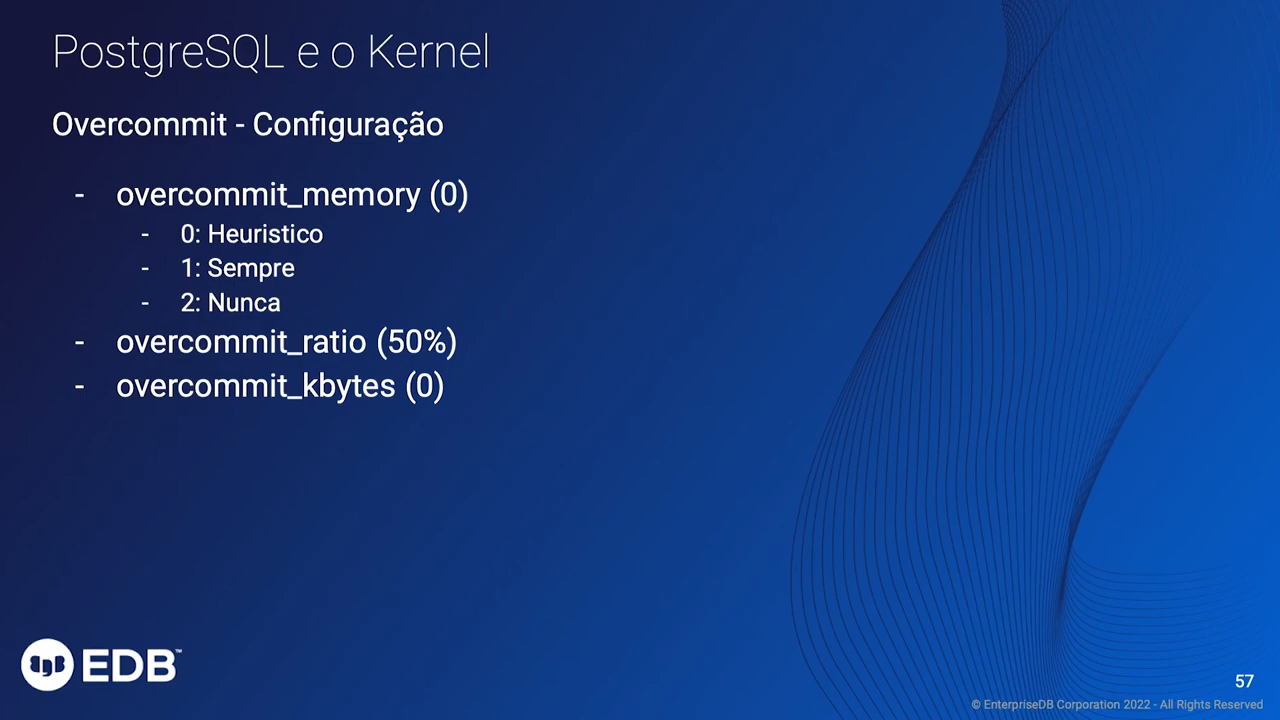 PostgreSQL e o Kernel
Overcommit - Configuração
- overcommit_memory (0)
- 0: Heuristico
- 1: Sempre
- 2: Nunca
- overcommit_ratio (50%)
- overcommit_kbytes (0)
EDB™
57
© EnterpriseDB Corporation 2022 - All Rights Reserved